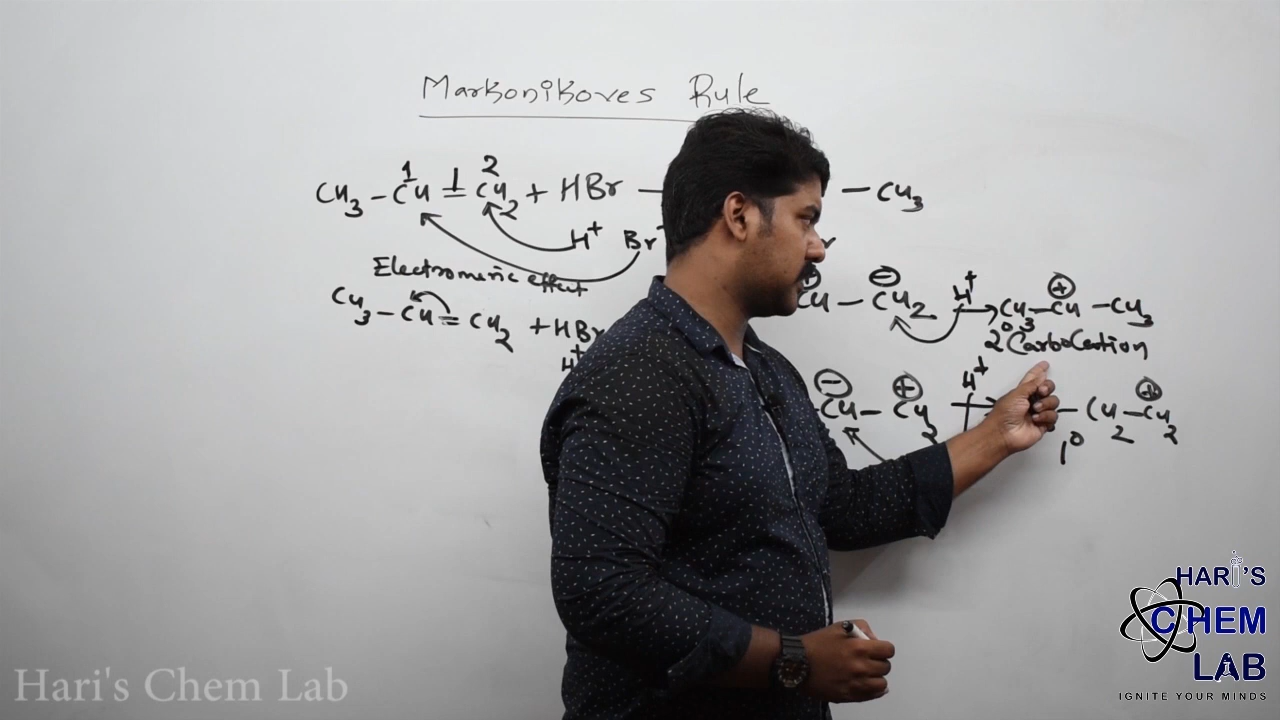 Markonikoves Rule
1 2
CH3 - CH = CH2 + HBr — — CH3
H+ Br
Electromeric effect
CH3 - CH = CH2 + HBr
H+
⊕ ⊖ H+ ⊕
CH — CH2 → CH3 - CH - CH3
2° Carbocation
⊖ ⊕ H+ ⊕
CH - CH2 — CH2 - CH2
1°
HARI'S
CHEM
LAB
IGNITE YOUR MINDS
Hari's Chem Lab